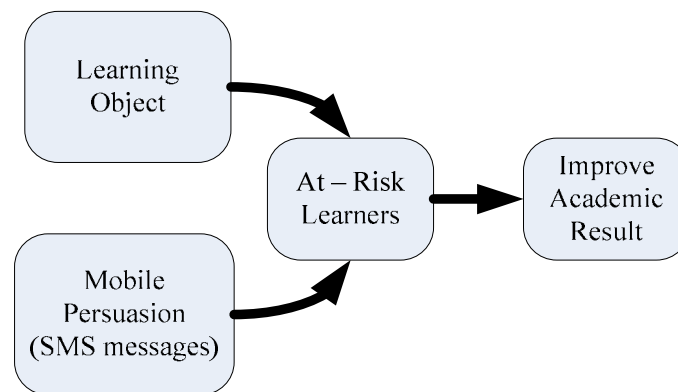 Learning
Object
At – Risk
Learners
Improve
Academic
Result
Mobile
Persuasion
(SMS messages)